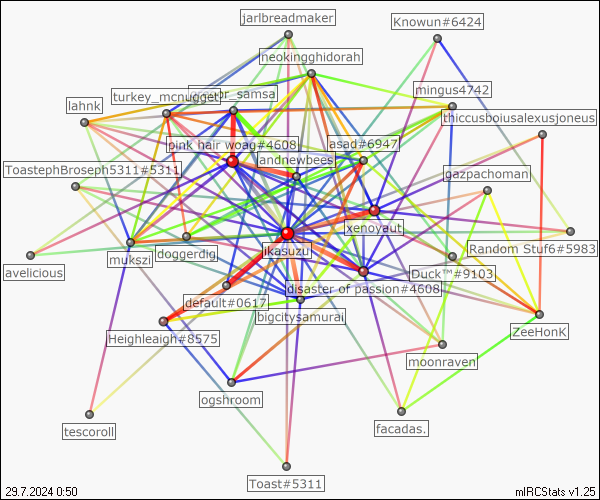 jarlbreadmaker
Knowun#6424
neokingghidorah
mingus4742
turkey_mcnugget
r_samsa
lahnk
thiccusboiusalexusjoneus
pink hair woag#4608
asad#6947
andnewbees
ToastephBroseph5311#5311
gazpachoman
xenoyaut
mukszi
doggerdig
ikasuzu
Random Stuf6#5983
avelicious
Duck™#9103
disaster of passion#4608
default#0617
bigcitysamurai
Heighleaigh#8575
ZeeHonK
moonraven
ogshroom
facadas.
tescoroll
Toast#5311
29.7.2024 0:50
mIRCStats v1.25